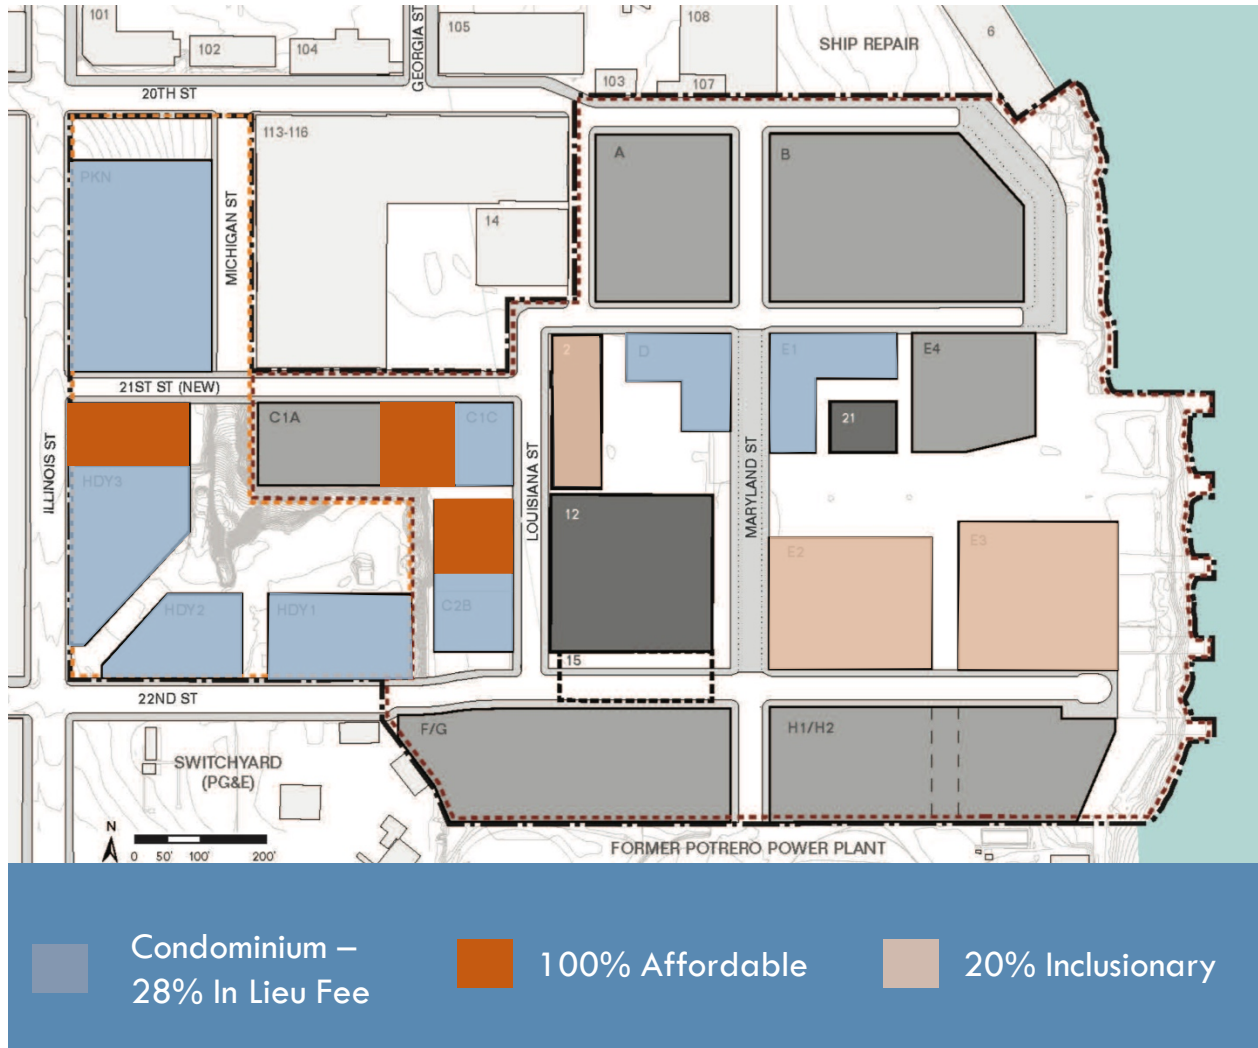 101
102
104
GEORGIA ST
105
108
103
107
SHIP REPAIR
6
20TH ST
113-116
14
A
B
PKN
MICHIGAN ST
21ST ST (NEW)
2
D
E1
E4
21
ILLINOIS ST
C1A
C1C
LOUISIANA ST
MARYLAND ST
HDY3
12
E2
E3
HDY2
HDY1
C2B
15
22ND ST
F/G
H1/H2
SWITCHYARD
(PG&E)
N
0 50' 100' 200'
FORMER POTRERO POWER PLANT
Condominium –
28% In Lieu Fee
100% Affordable
20% Inclusionary